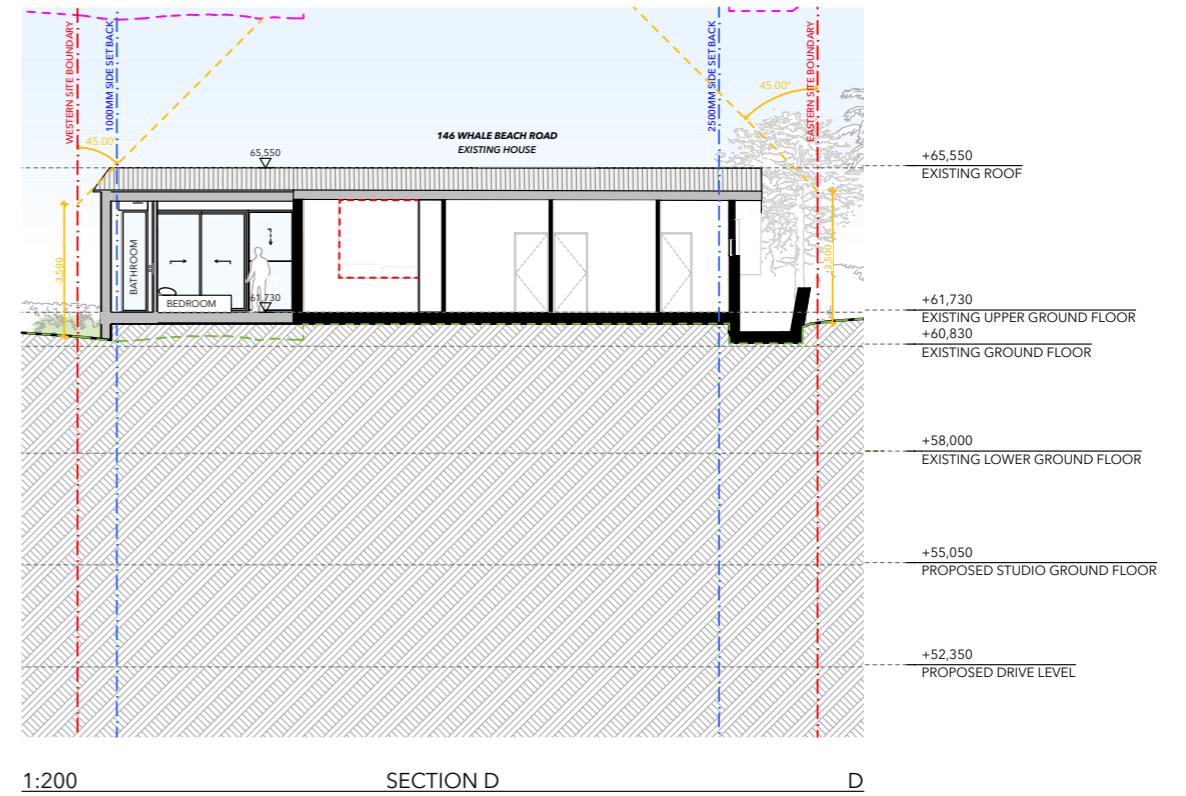 WESTERN SITE BOUNDARY
1000MM SIDE SET BACK
2500MM SIDE SET BACK
EASTERN SITE BOUNDARY
45.00°
45.00°
146 WHALE BEACH ROAD
EXISTING HOUSE
65,550
+65,550
EXISTING ROOF
3,500
BATHROOM
BEDROOM
61,730
3,500
+61,730
EXISTING UPPER GROUND FLOOR
+60,830
EXISTING GROUND FLOOR
+58,000
EXISTING LOWER GROUND FLOOR
+55,050
PROPOSED STUDIO GROUND FLOOR
+52,350
PROPOSED DRIVE LEVEL
1:200 SECTION D D